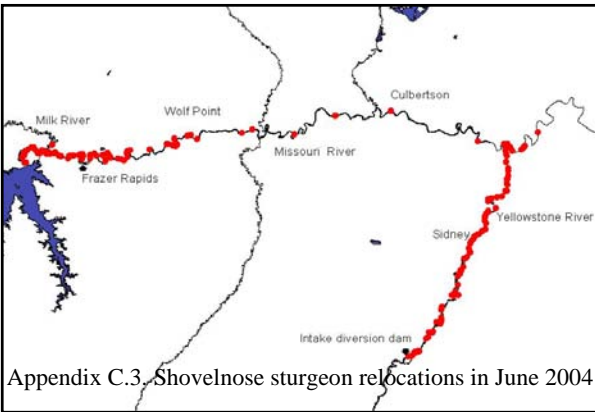 Culbertson
Wolf Point
Milk River
Missouri River
Frazer Rapids
Yellowstone River
Sidney
Intake diversion dam
Appendix C.3. Shovelnose sturgeon relocations in June 2004